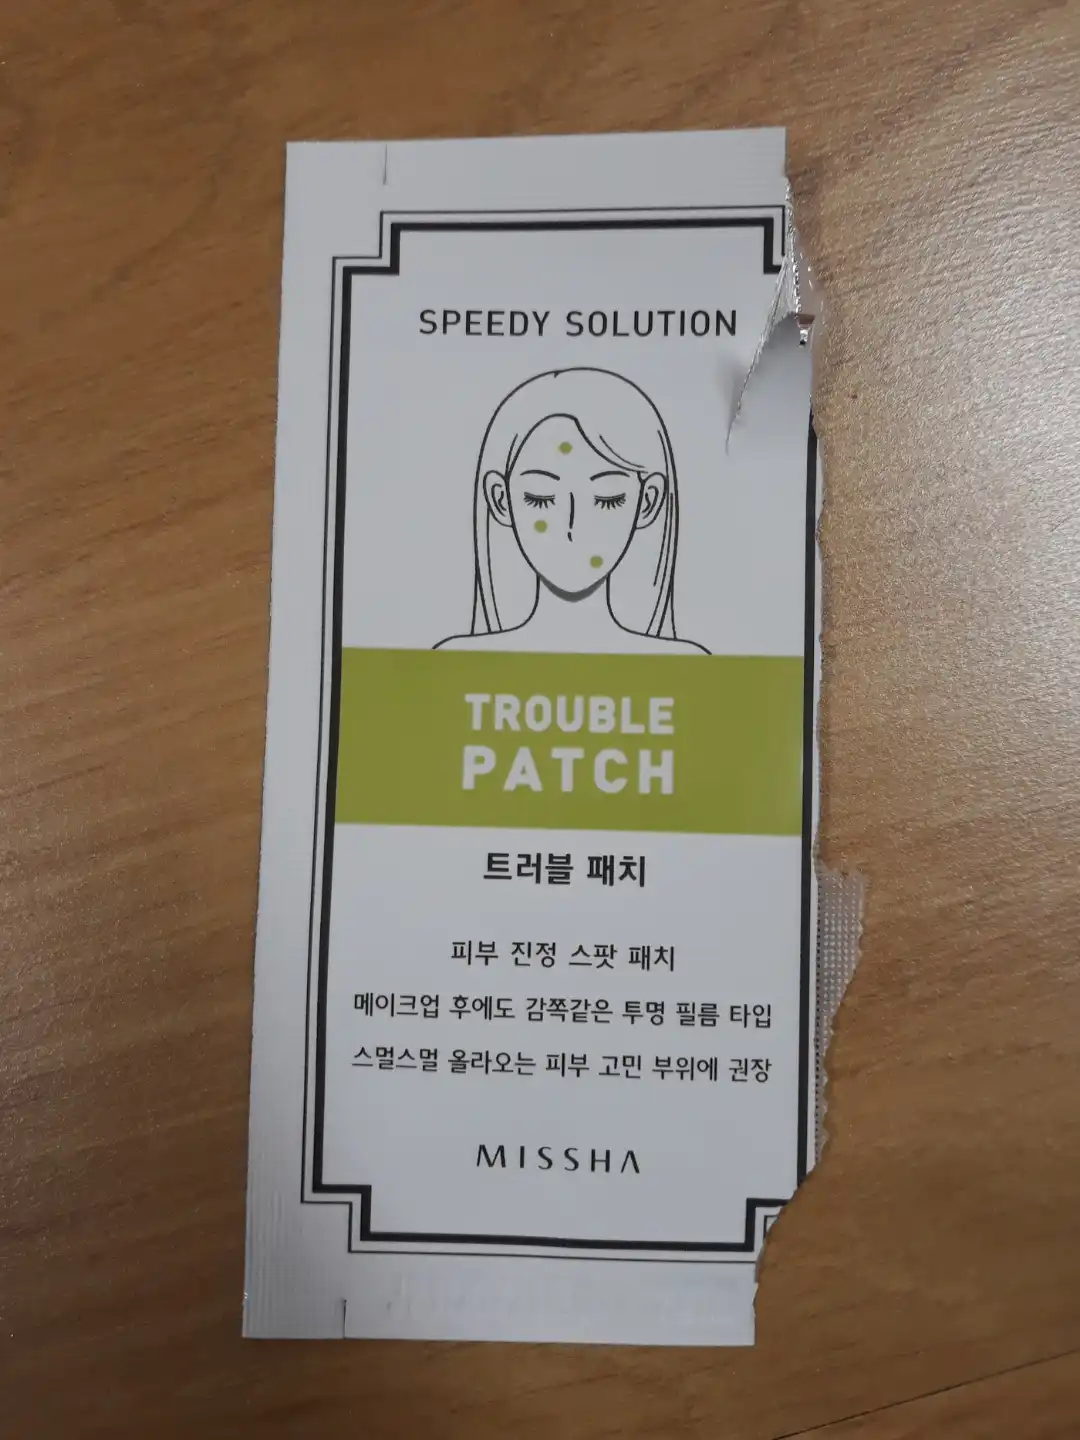 SPEEDY SOLUTION
TROUBLE
PATCH
트러블 패치
피부 진정 스팟 패치
메이크업 후에도 감쪽같은 투명 필름 타입
스멀스멀 올라오는 피부 고민 부위에 권장
MISSHA